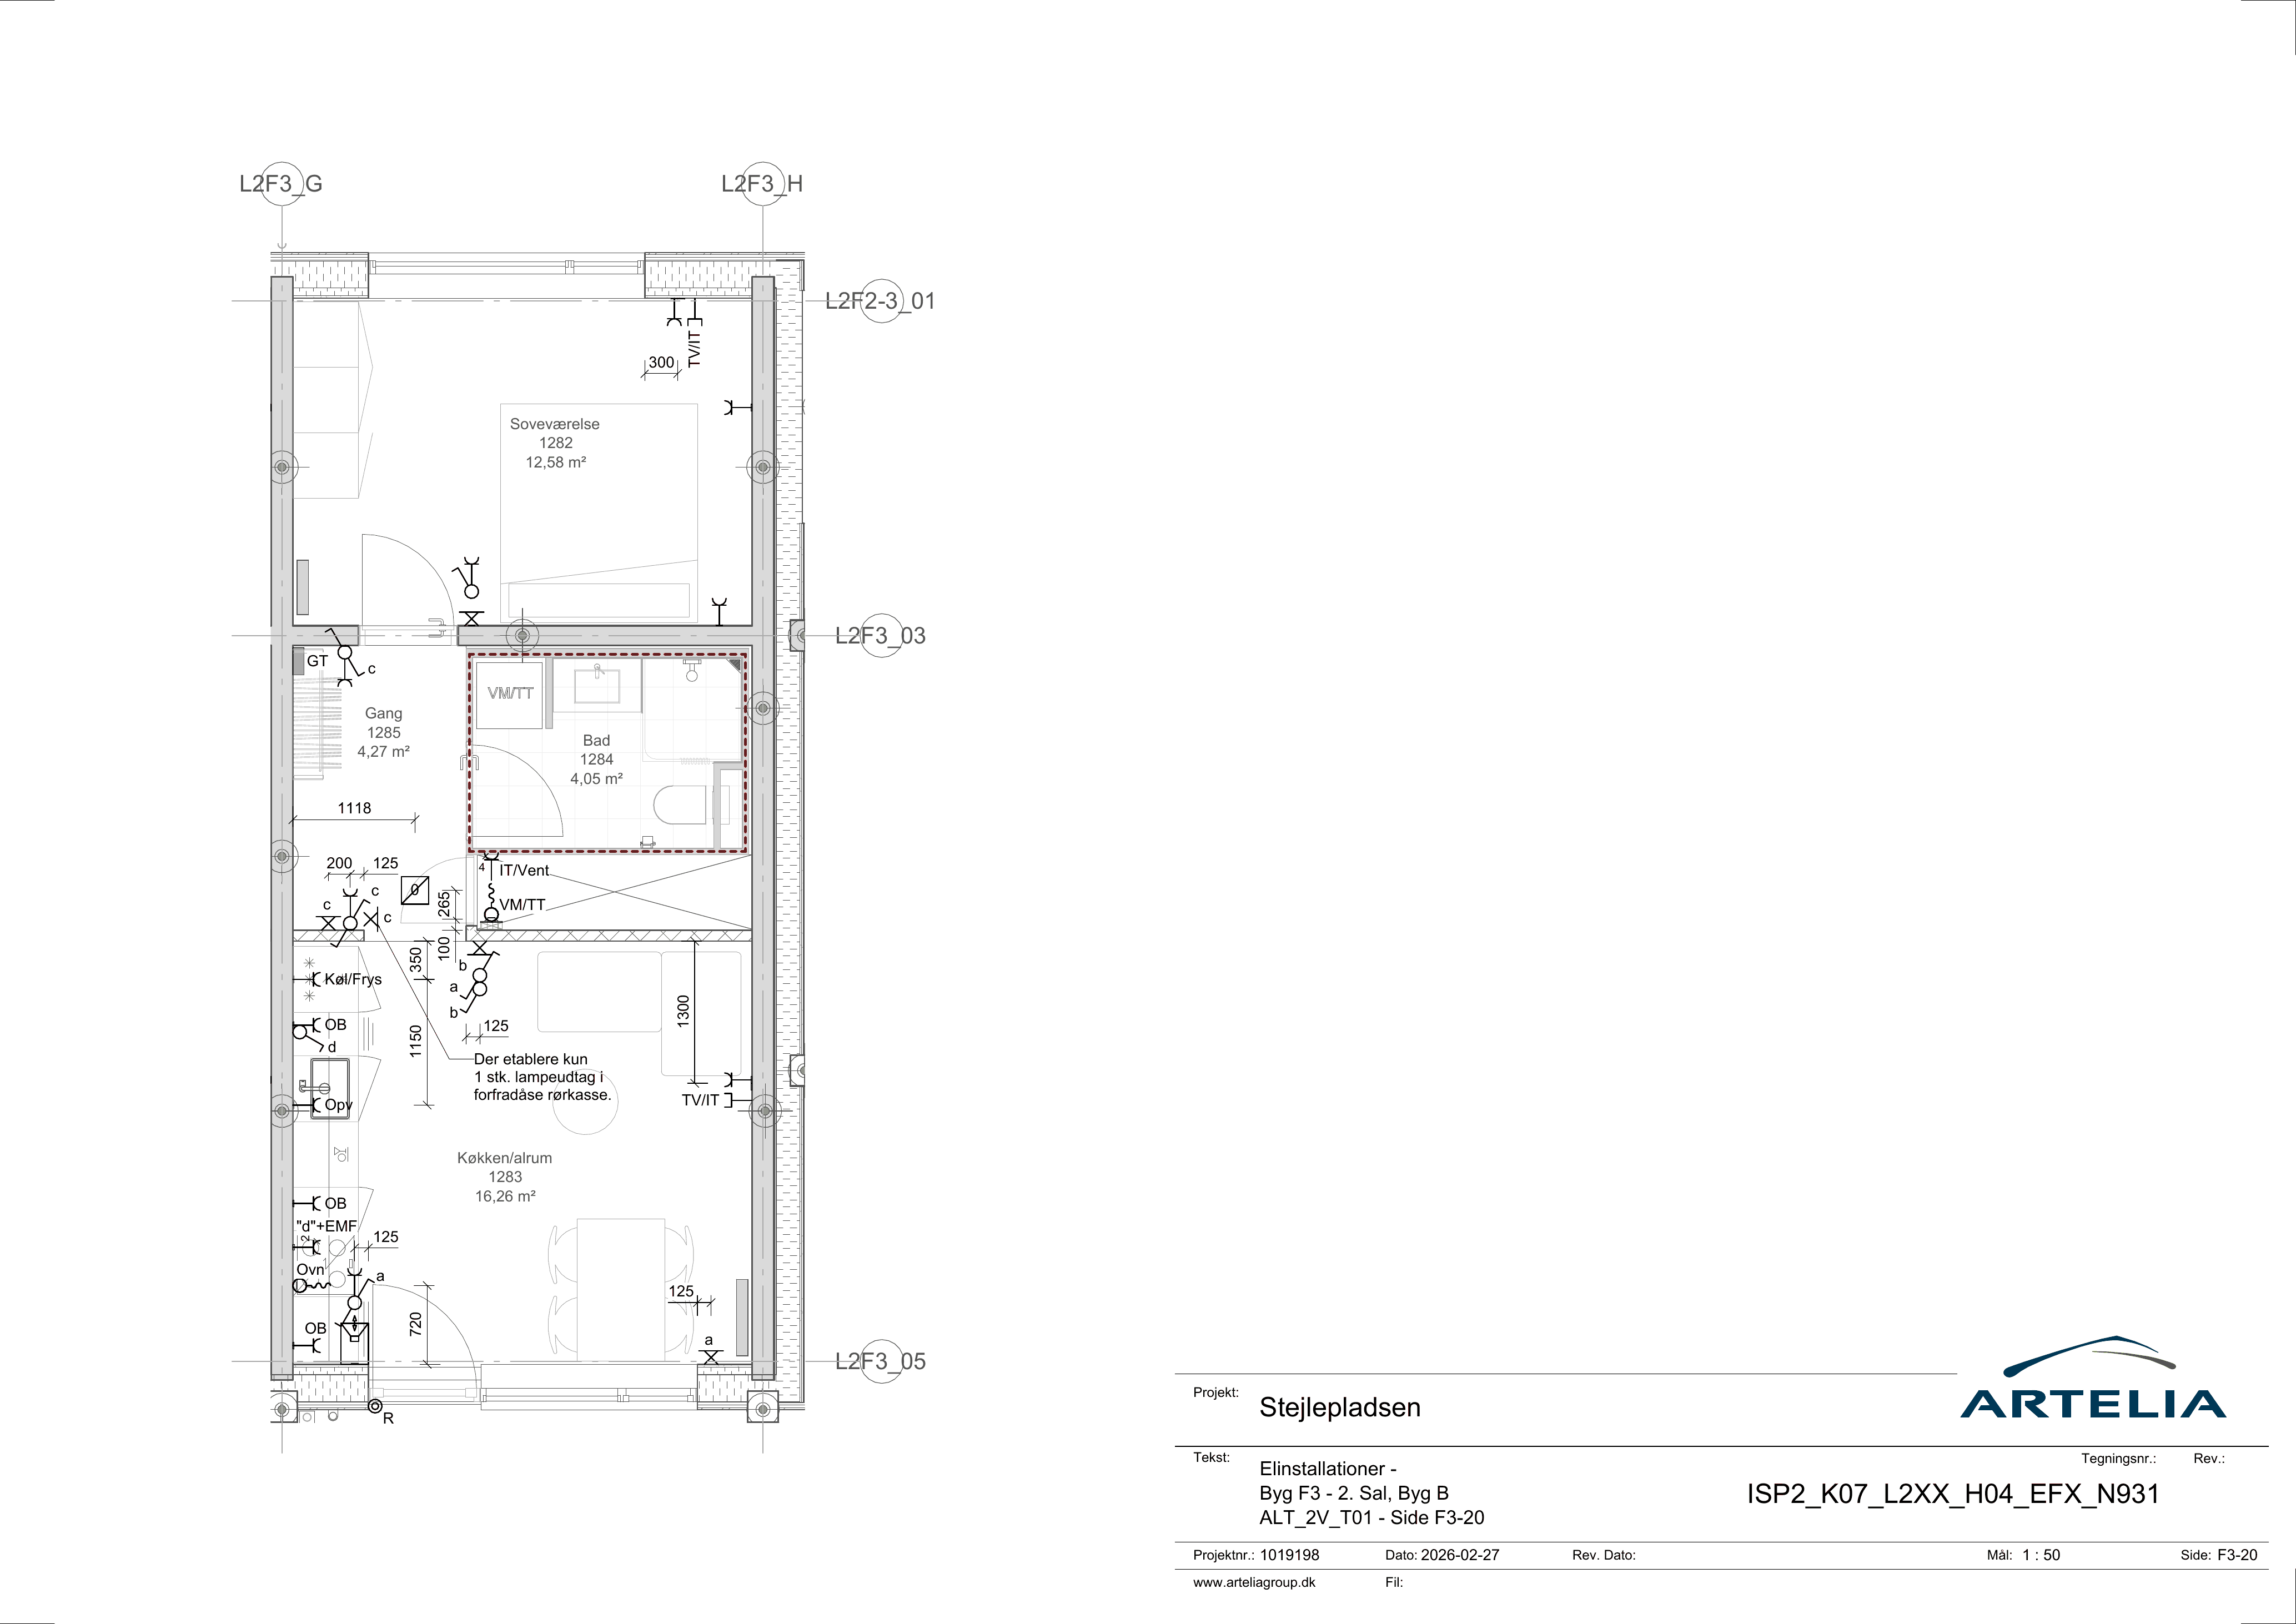 L2F3_G
L2F3_H
L2F2-3_01
TV/IT
300
Soveværelse
1282
12,58 m²
L2F3_03
GT
c
VM/TT
Gang
1285
4,27 m²
Bad
1284
4,05 m²
1118
200
125
c
0
4
IT/Vent
265
VM/TT
c
c
350
100
b
Køl/Frys
a
b
OB
d
125
1150
1300
Der etablere kun
1 stk. lampeudtag i
forfradåse rørkasse.
Opv
TV/IT
Køkken/alrum
1283
16,26 m²
OB
"d"+EMF
2
125
Ovn
a
125
OB
720
a
L2F3_05
R
Projekt:
Stejlepladsen
ARTELIA
Tekst:
Elinstallationer -
Byg F3 - 2. Sal, Byg B
ALT_2V_T01 - Side F3-20
Tegningsnr.:
Rev.:
ISP2_K07_L2XX_H04_EFX_N931
Projektnr.: 1019198
Dato: 2026-02-27
Rev. Dato:
Mål: 1 : 50
Side: F3-20
www.arteliagroup.dk
Fil: